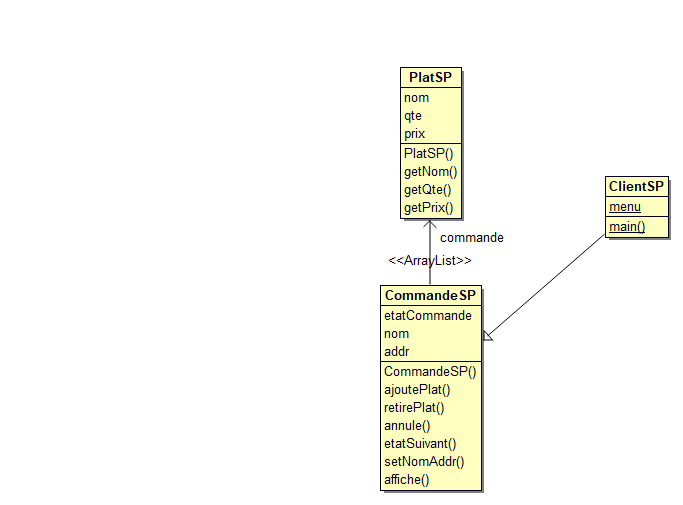 PlatSP
nom
qte
prix
PlatSP()
getNom()
getQte()
getPrix()
ClientSP
menu
main()
commande
<<ArrayList>>
CommandeSP
etatCommande
nom
addr
CommandeSP()
ajoutePlat()
retirePlat()
annule()
etatSuivant()
setNomAddr()
affiche()